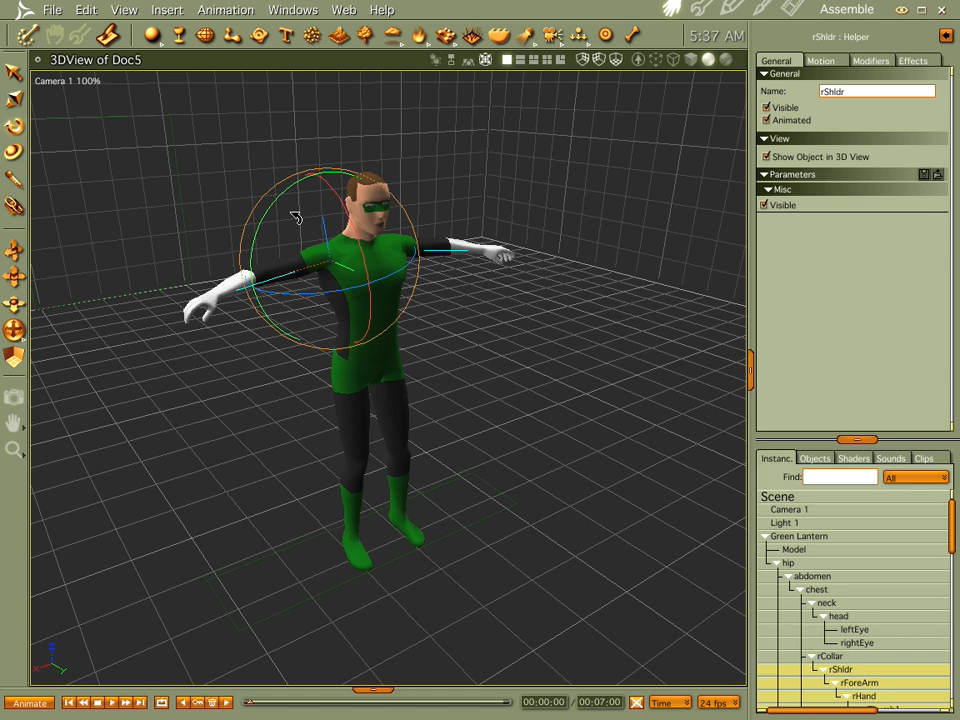 File Edit View Insert Animation Windows Web Help
Assemble
5:37 AM
rShldr : Helper
3DView of Doc5
General Motion Modifiers Effects
General
Camera 1 100%
Name: rShldr
Visible
Animated
View
Show Object in 3D View
Parameters
Misc
Visible
Instanc. Objects Shaders Sounds Clips
Find: All
Scene
Camera 1
Light 1
Green Lantern
Model
hip
abdomen
chest
neck
head
leftEye
rightEye
rCollar
rShldr
rForeArm
rHand
Animate 00:00:00 / 00:07:00 Time 24 fps